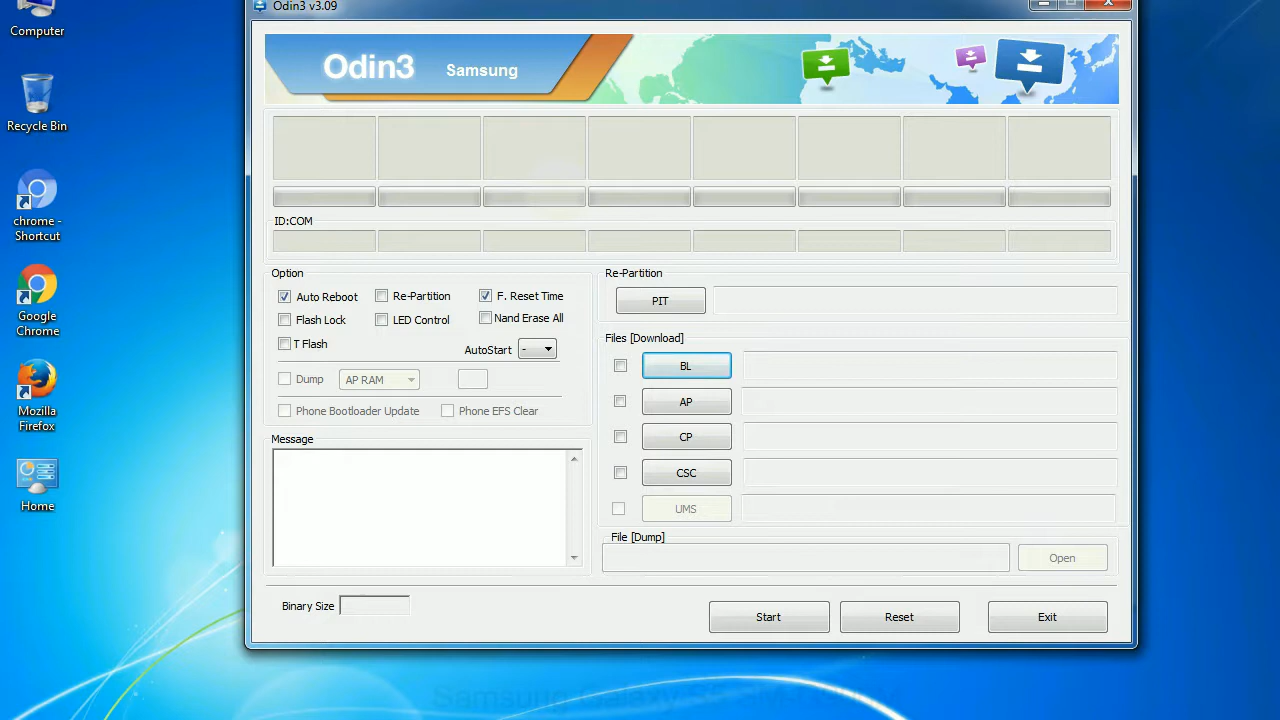 Odin3 v3.09
Computer
Recycle Bin
chrome -
Shortcut
Google
Chrome
Mozilla
Firefox
Home
Odin3 Samsung
ID:COM
Option
Auto Reboot
Re-Partition
F. Reset Time
Flash Lock
LED Control
Nand Erase All
T Flash
AutoStart -
Dump
AP RAM
Phone Bootloader Update
Phone EFS Clear
Message
Re-Partition
PIT
Files [Download]
BL
AP
CP
CSC
UMS
File [Dump]
Open
Binary Size
Start
Reset
Exit
Samsung Galaxy